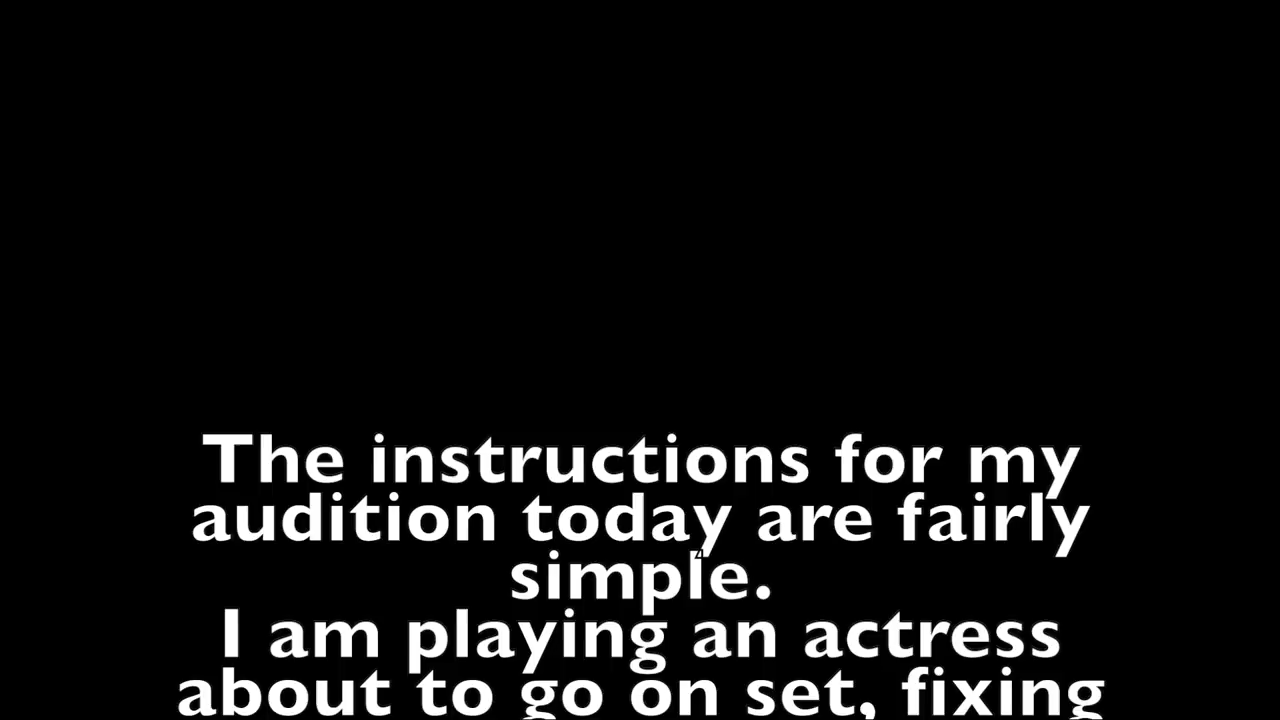 The instructions for my
audition today are fairly
simple.
I am playing an actress
about to go on set, fixing